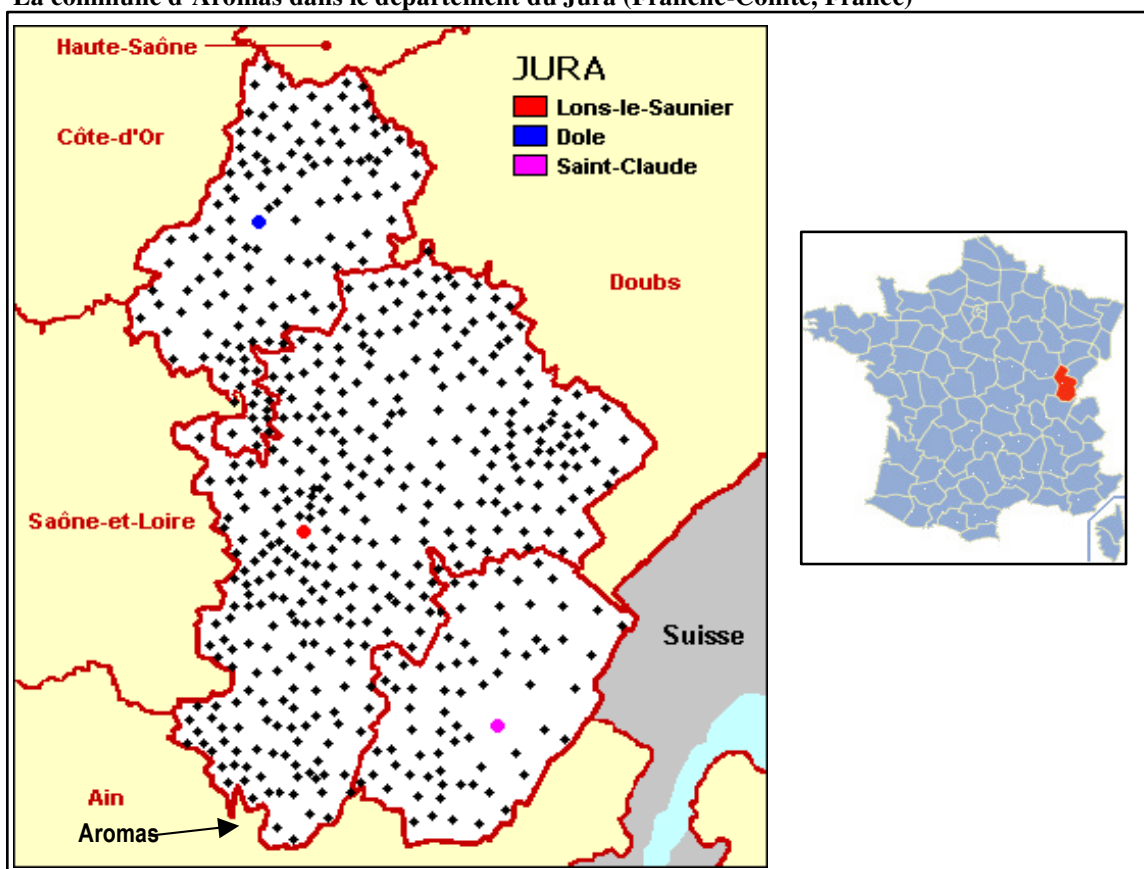 La commune d'Aromas dans le département du Jura (Franche-Comté, France)
Haute-Saône
JURA
Lons-le-Saunier
Dole
Saint-Claude
Côte-d'Or
Doubs
Saône-et-Loire
Suisse
Ain
Aromas